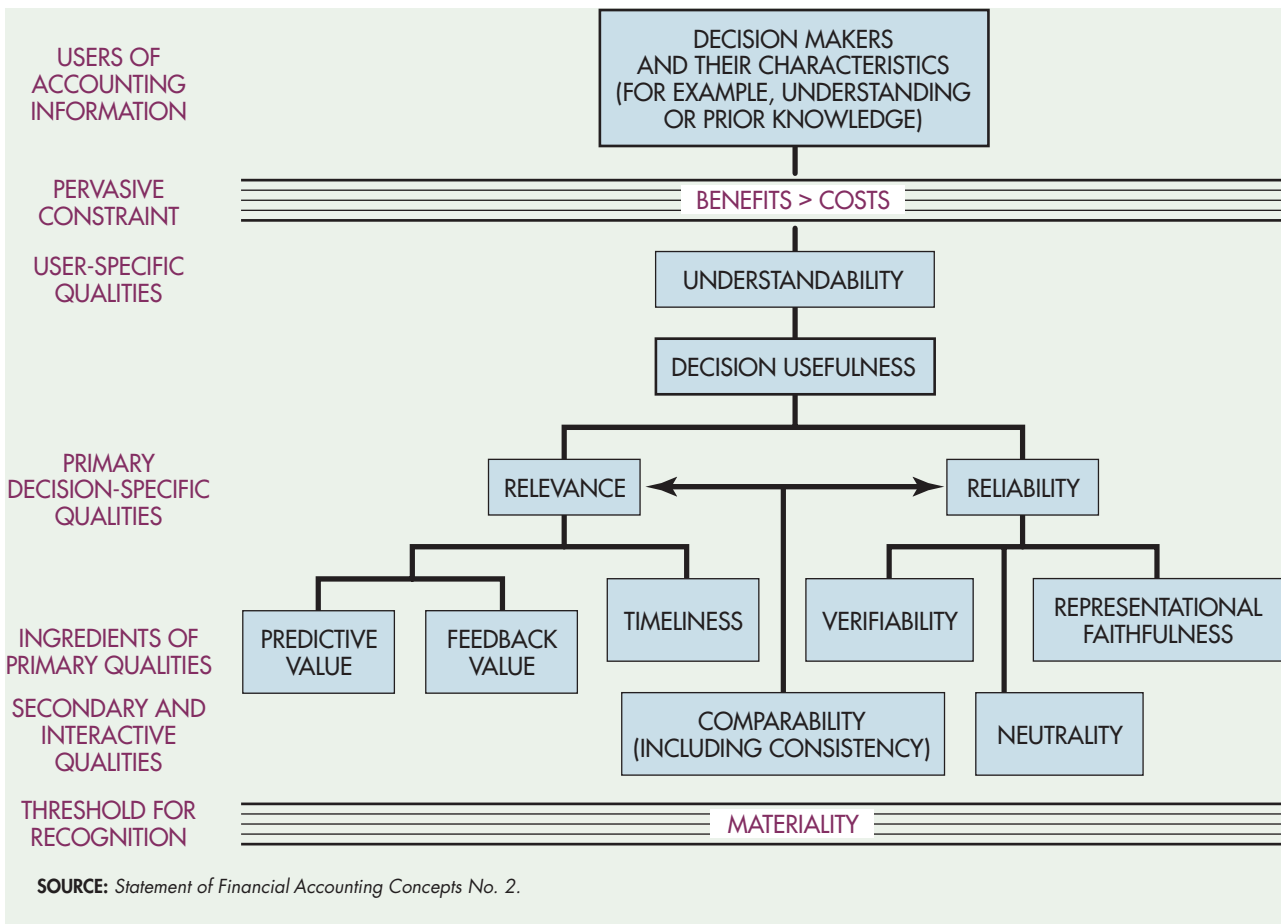 USERS OF
ACCOUNTING
INFORMATION
DECISION MAKERS
AND THEIR CHARACTERISTICS
(FOR EXAMPLE, UNDERSTANDING
OR PRIOR KNOWLEDGE)
PERVASIVE
CONSTRAINT
BENEFITS > COSTS
USER-SPECIFIC
QUALITIES
UNDERSTANDABILITY
DECISION USEFULNESS
PRIMARY
DECISION-SPECIFIC
QUALITIES
RELEVANCE
RELIABILITY
INGREDIENTS OF
PRIMARY QUALITIES
PREDICTIVE
VALUE
FEEDBACK
VALUE
TIMELINESS
VERIFIABILITY
REPRESENTATIONAL
FAITHFULNESS
SECONDARY AND
INTERACTIVE
QUALITIES
COMPARABILITY
(INCLUDING CONSISTENCY)
NEUTRALITY
THRESHOLD FOR
RECOGNITION
MATERIALITY
SOURCE: Statement of Financial Accounting Concepts No. 2.